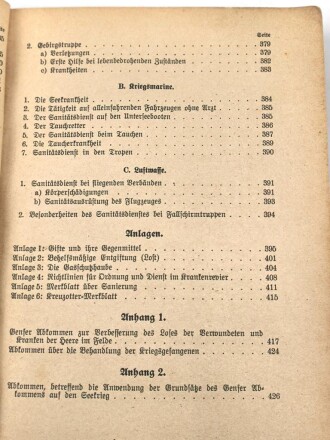 Seite
2. Gebirgstruppe . . . . . . . . . 379
a) Verletzungen . . . . . . . . . 379
b) Erste Hilfe bei lebenbedrohenden Zuständen . . . . 382
c) Krankheiten . . . . . . . . . 383
B. Kriegsmarine.
1. Die Seekrankheit . . . . . . . . . 384
2. Die Tätigkeit auf alleinfahrenden Fahrzeugen ohne Arzt . . . 384
3. Der Sanitätsdienst auf den Unterseebooten . . . . 385
4. Der Tauchretter . . . . . . . . . 386
5. Der Sanitätsdienst beim Tauchen . . . . . . 387
6. Die Taucherkrankheit . . . . . . . . 387
7. Sanitätsdienst in den Tropen . . . . . . . 390
C. Luftwaffe.
1. Sanitätsdienst bei fliegenden Verbänden . . . . . 391
a) Körperschädigungen . . . . . . . . 391
b) Sanitätsausrüstung des Flugzeuges . . . . . 393
2. Besonderheiten des Sanitätsdienstes bei Fallschirmtruppen . . 394
Anlagen.
Anlage 1: Gifte und ihre Gegenmittel . . . . . . 395
Anlage 2: Behelfsmäßige Entgiftung (Lost) . . . . . 401
Anlage 3: Die Gasschutzhaube . . . . . . . 404
Anlage 4: Richtlinien für Ordnung und Dienst im Krankenrevier . 408
Anlage 5: Merkblatt über Sanierung . . . . . . 411
Anlage 6: Kreuzotter-Merkblatt . . . . . . . 415
Anhang 1.
Genfer Abkommen zur Verbesserung des Loses der Verwundeten und
Kranken der Heere im Felde . . . . . . . 417
Abkommen über die Behandlung der Kriegsgefangenen . . . . 424
Anhang 2.
Abkommen, betreffend die Anwendung der Grundsätze des Genfer Ab-
kommens auf den Seekrieg . . . . . . . . 426